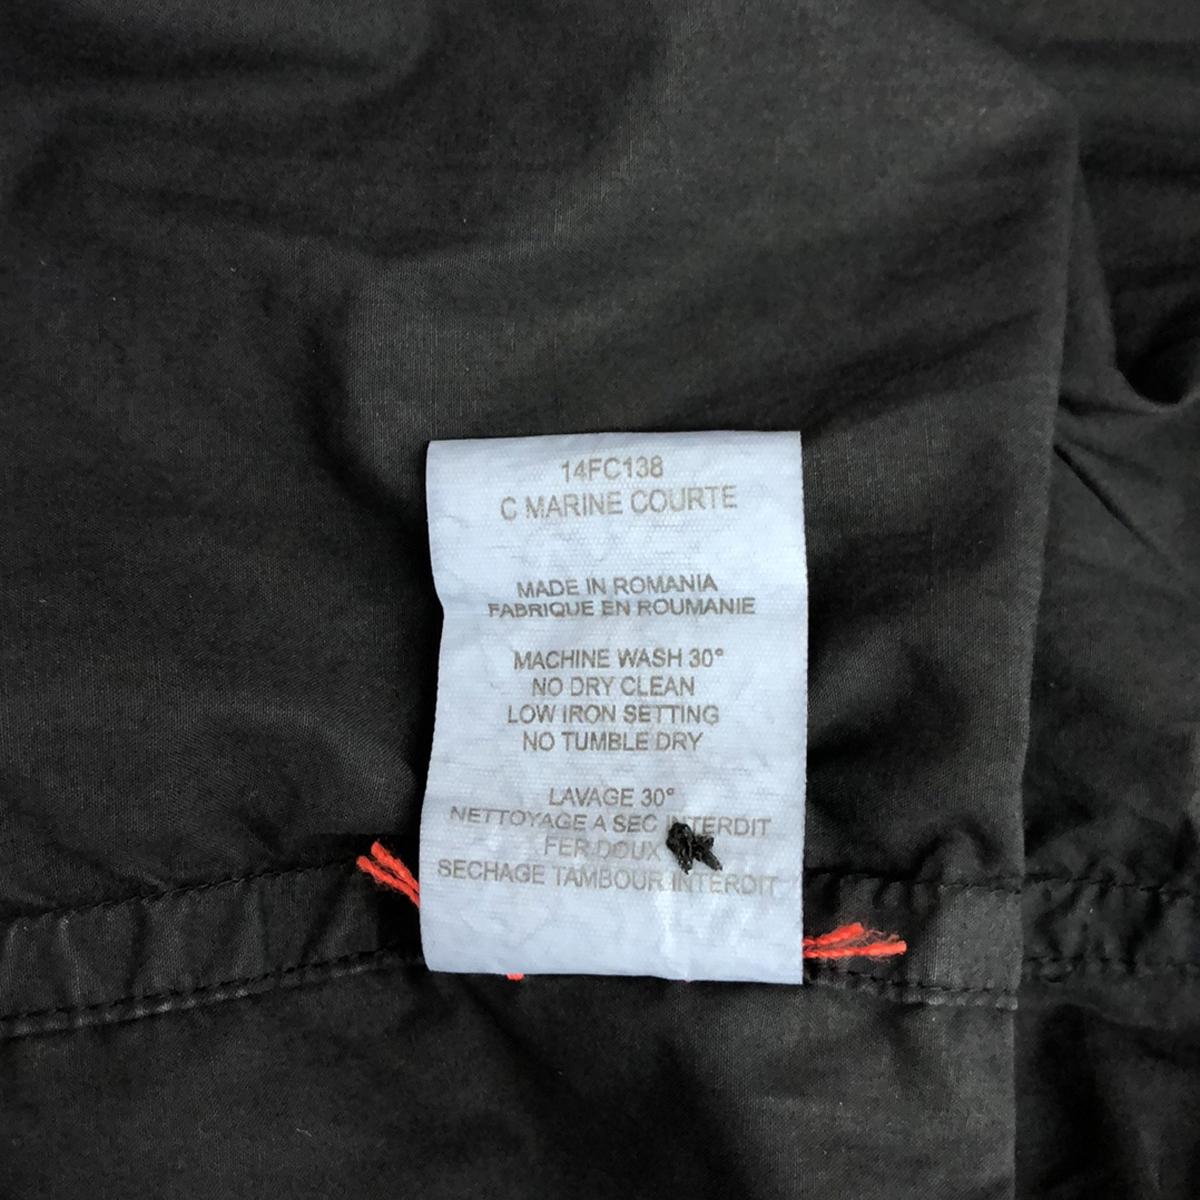 14FC138
C MARINE COURTE
MADE IN ROMANIA
FABRIQUE EN ROUMANIE
MACHINE WASH 30°
NO DRY CLEAN
LOW IRON SETTING
NO TUMBLE DRY
LAVAGE 30°
NETTOYAGE A SEC INTERDIT
FER DOUX
SECHAGE TAMBOUR INTERDIT